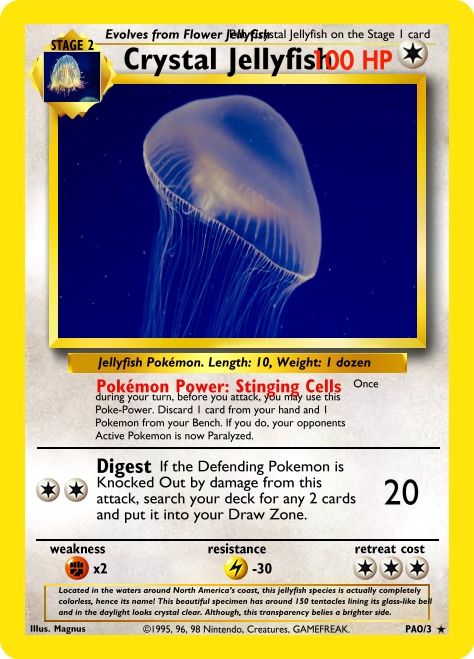 Evolves from Flower Jellyfish Put Crystal Jellyfish on the Stage 1 card
STAGE 2
Crystal Jellyfish 100 HP
Jellyfish Pokémon. Length: 10, Weight: 1 dozen
Pokémon Power: Stinging Cells Once
during your turn, before you attack, you may use this
Poke-Power. Discard 1 card from your hand and 1
Pokemon from your Bench. If you do, your opponents
Active Pokemon is now Paralyzed.
Digest If the Defending Pokemon is
Knocked Out by damage from this
attack, search your deck for any 2 cards
and put it into your Draw Zone.
20
weakness resistance retreat cost
x2 -30
Located in the waters around North America's coast, this jellyfish species is actually completely
colorless, hence its name! This beautiful specimen has around 150 tentacles lining its glass-like bell
and in the daylight looks crystal clear. Although, this transparency belies a brighter side.
Illus. Magnus ©1995, 96, 98 Nintendo, Creatures, GAMEFREAK. PAO/3